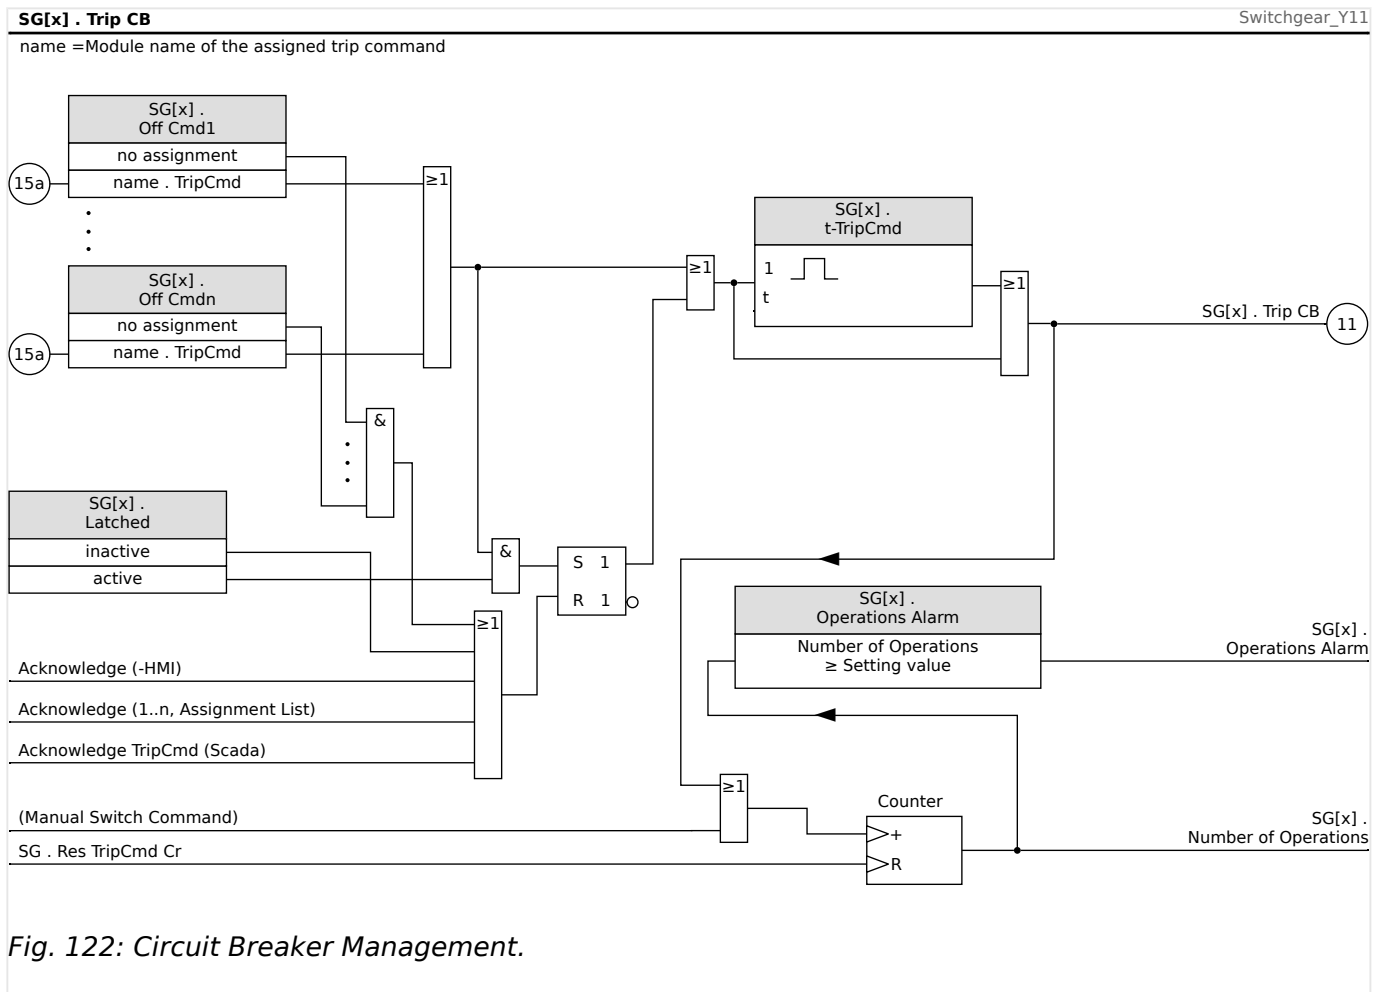 SG[x] . Trip CB
Switchgear_Y11
name =Module name of the assigned trip command
SG[x] .
Off Cmd1
no assignment
15a
name . TripCmd
SG[x] .
Off Cmdn
no assignment
15a
name . TripCmd
≥1
≥1
SG[x] .
t-TripCmd
1
t
≥1
SG[x] . Trip CB
11
&
SG[x] .
Latched
inactive
active
&
S 1
R 1
≥1
Acknowledge (-HMI)
Acknowledge (1..n, Assignment List)
Acknowledge TripCmd (Scada)
SG[x] .
Operations Alarm
Number of Operations
≥ Setting value
SG[x] .
Operations Alarm
(Manual Switch Command)
SG . Res TripCmd Cr
≥1
Counter
+
R
SG[x] .
Number of Operations
Fig. 122: Circuit Breaker Management.